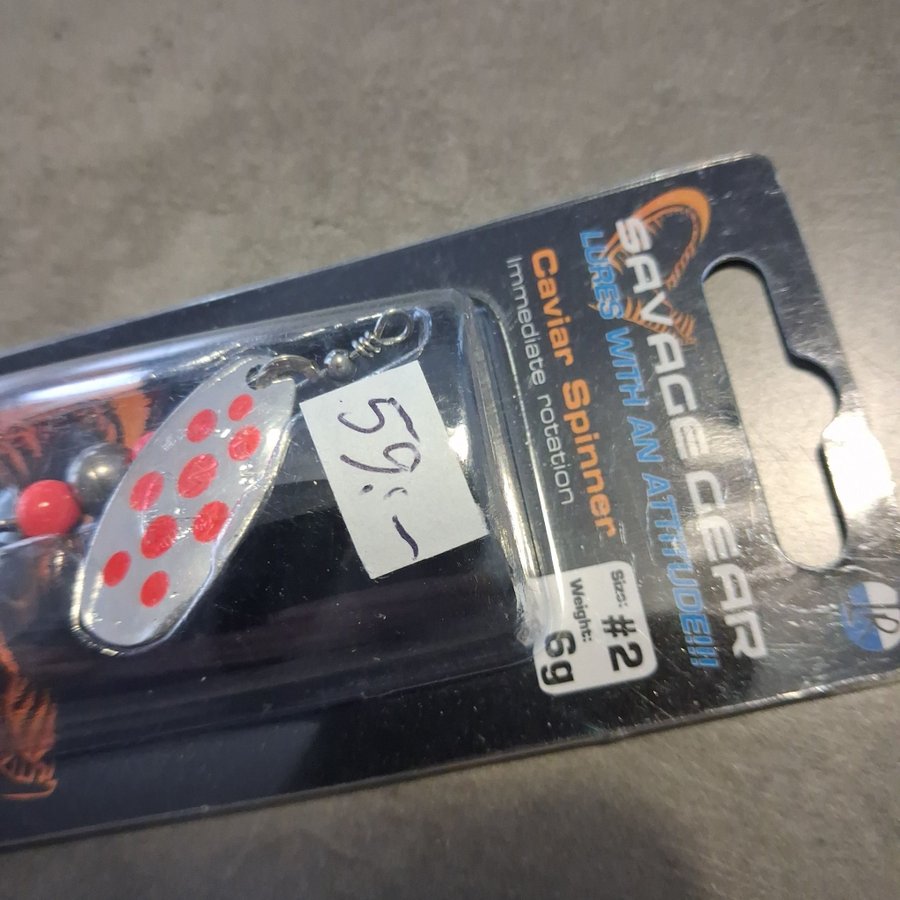 SAVAGE GEAR
LURES WITH AN ATTITUDE!!!
Caviar Spinner
Immediate rotation
Size: #2
Weight: 6g
59:-